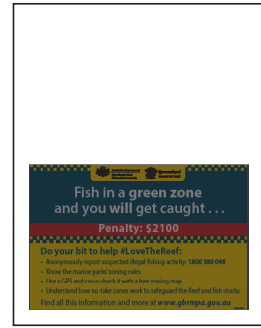 Fish in a green zone
and you will get caught . . .
Penalty: $2100
Do your bit to help #LoveTheReef:
• Anonymously report suspected illegal fishing activity: 1800 380 048
• Know the marine parks' zoning rules
• Use a GPS and cross check it with a free zoning map
• Understand how no-take zones work to safeguard the Reef and fish stocks
Find all this information and more at www.gbrmpa.gov.au